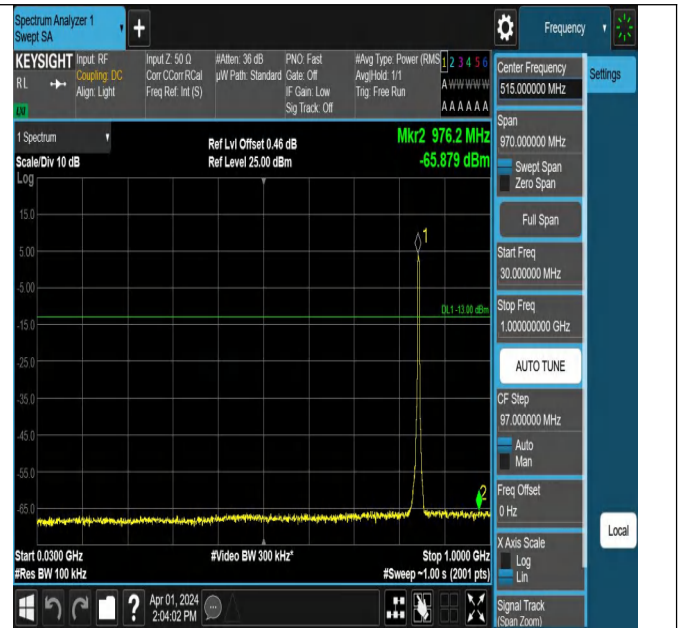 Spectrum Analyzer 1
Swept SA
+
Frequency
KEYSIGHT
RL
LXI
Input: RF
Coupling: DC
Align: Light
Input Z: 50 Ω
Corr CCorr RCal
Freq Ref: Int (S)
#Atten: 36 dB
µW Path: Standard
PNO: Fast
Gate: Off
IF Gain: Low
Sig Track: Off
#Avg Type: Power (RMS
Avg|Hold: 1/1
Trig: Free Run
1 2 3 4 5 6
A W W W W W
A A A A A A
1 Spectrum
Scale/Div 10 dB
Log
Ref Lvl Offset 0.46 dB
Ref Level 25.00 dBm
Mkr2 976.2 MHz
-65.879 dBm
15.0
5.00
-5.00
-15.0
-25.0
-35.0
-45.0
-55.0
-65.0
1
DL1 -13.00 dBm
2
Start 0.0300 GHz
#Res BW 100 kHz
#Video BW 300 kHz*
Stop 1.0000 GHz
#Sweep ~1.00 s (2001 pts)
Center Frequency
515.000000 MHz
Settings
Span
970.000000 MHz
Swept Span
Zero Span
Full Span
Start Freq
30.000000 MHz
Stop Freq
1.000000000 GHz
AUTO TUNE
CF Step
97.000000 MHz
Auto
Man
Freq Offset
0 Hz
X Axis Scale
Log
Lin
Signal Track
(Span Zoom)
Local
?
Apr 01, 2024
2:04:02 PM